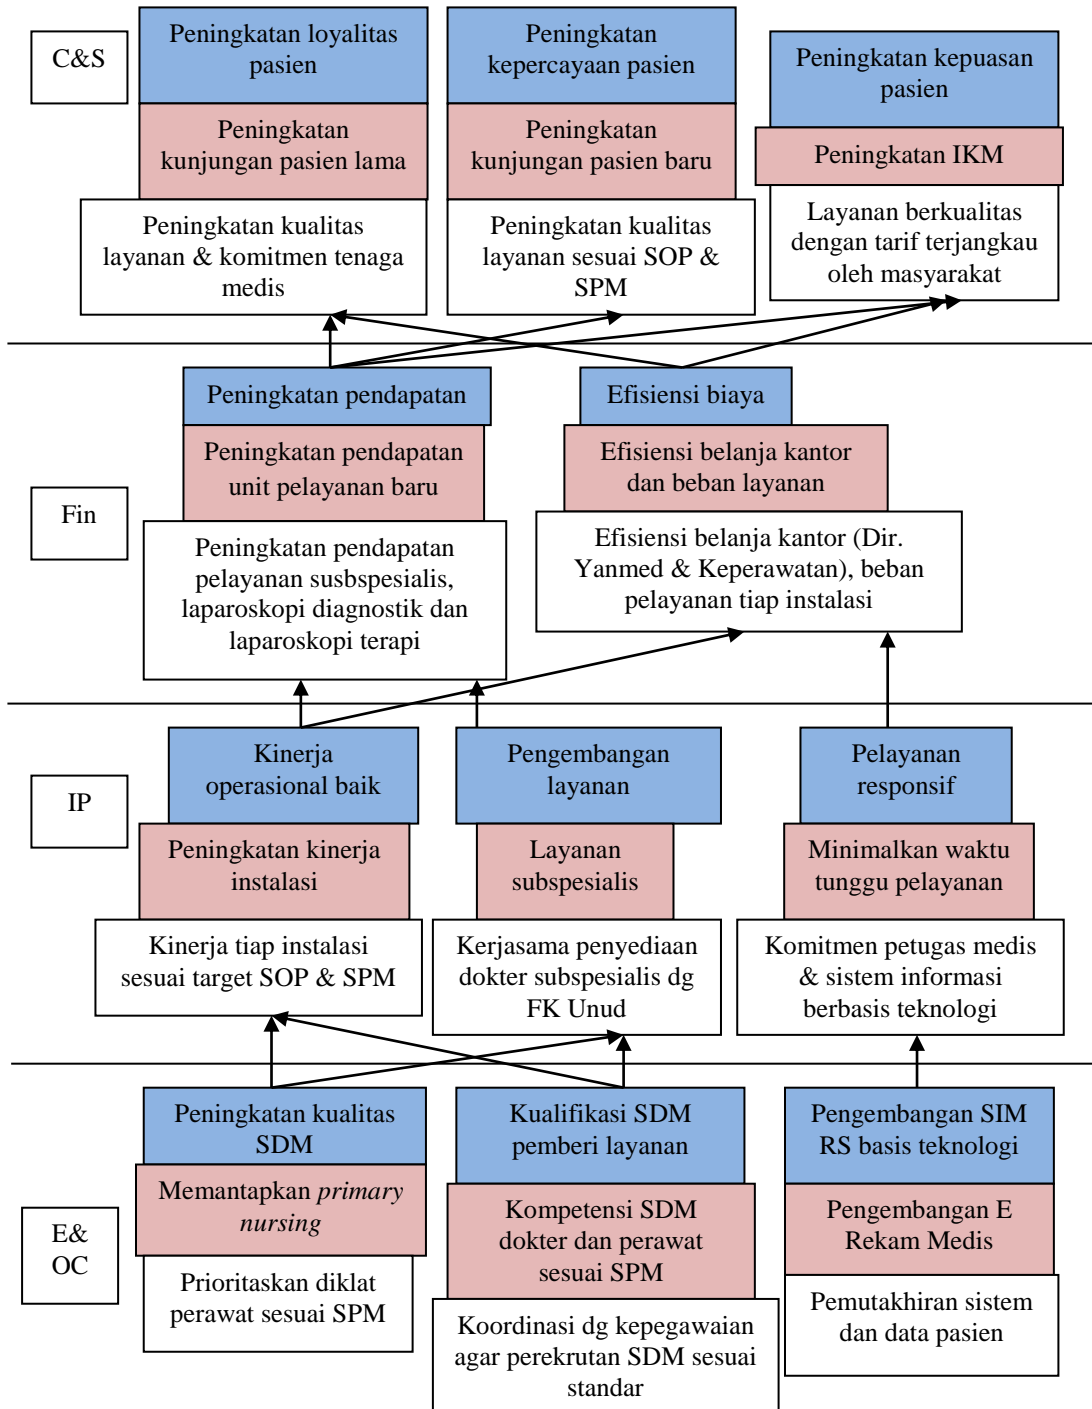 C&S
Peningkatan loyalitas
pasien
Peningkatan
kunjungan pasien lama
Peningkatan kualitas
layanan & komitmen tenaga
medis
Peningkatan
kepercayaan pasien
Peningkatan
kunjungan pasien baru
Peningkatan kualitas
layanan sesuai SOP &
SPM
Peningkatan kepuasan
pasien
Peningkatan IKM
Layanan berkualitas
dengan tarif terjangkau
oleh masyarakat
Fin
Peningkatan pendapatan
Peningkatan pendapatan
unit pelayanan baru
Peningkatan pendapatan
pelayanan susbspesialis,
laparoskopi diagnostik dan
laparoskopi terapi
Efisiensi biaya
Efisiensi belanja kantor
dan beban layanan
Efisiensi belanja kantor (Dir.
Yanmed & Keperawatan), beban
pelayanan tiap instalasi
IP
Kinerja
operasional baik
Peningkatan kinerja
instalasi
Kinerja tiap instalasi
sesuai target SOP & SPM
Pengembangan
layanan
Layanan
subspesialis
Kerjasama penyediaan
dokter subspesialis dg
FK Unud
Pelayanan
responsif
Minimalkan waktu
tunggu pelayanan
Komitmen petugas medis
& sistem informasi
berbasis teknologi
E&
OC
Peningkatan kualitas
SDM
Memantapkan primary
nursing
Prioritaskan diklat
perawat sesuai SPM
Kualifikasi SDM
pemberi layanan
Kompetensi SDM
dokter dan perawat
sesuai SPM
Koordinasi dg kepegawaian
agar perekrutan SDM sesuai
standar
Pengembangan SIM
RS basis teknologi
Pengembangan E
Rekam Medis
Pemutakhiran sistem
dan data pasien